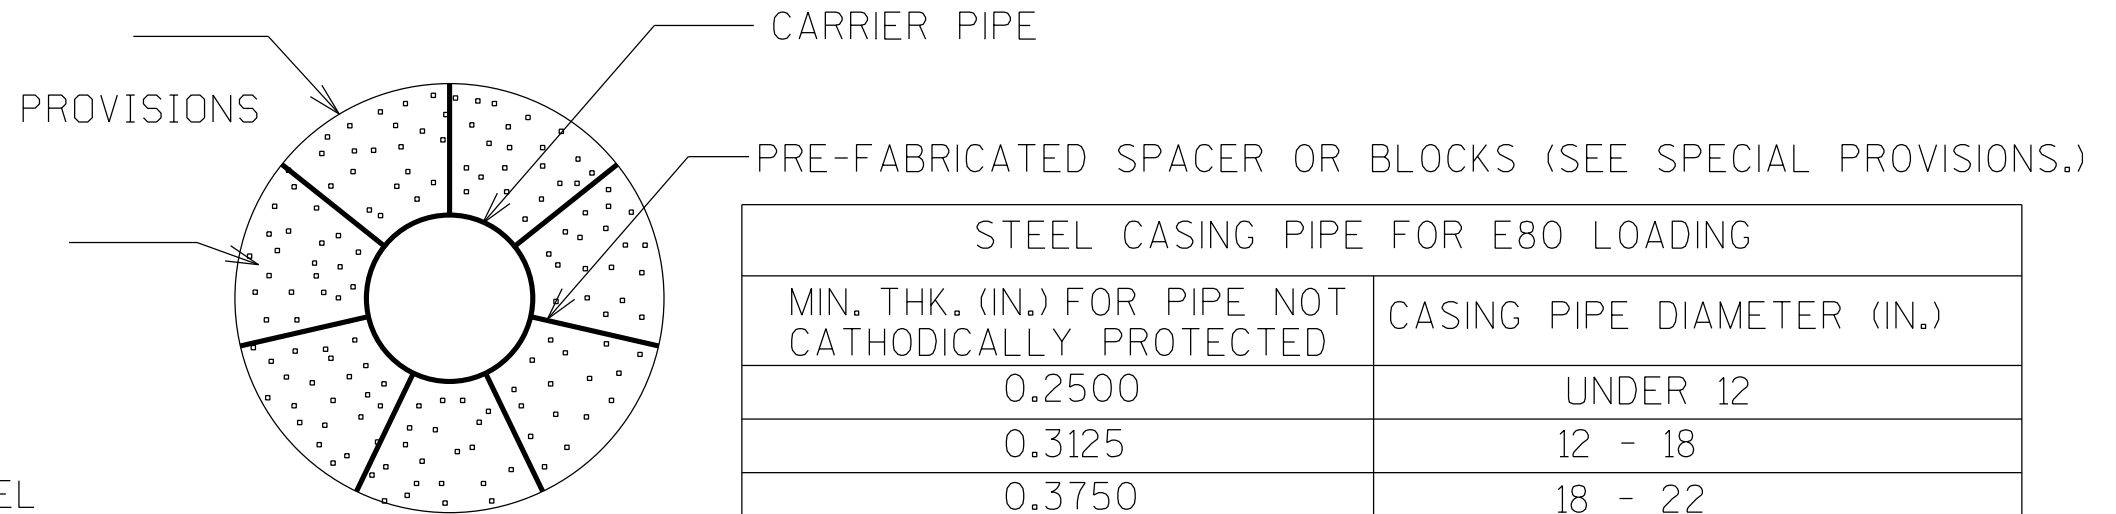 CARRIER PIPE
PROVISIONS
PRE-FABRICATED SPACER OR BLOCKS (SEE SPECIAL PROVISIONS.)
STEEL CASING PIPE FOR E80 LOADING
MIN. THK. (IN.) FOR PIPE NOT
CATHODICALLY PROTECTED
CASING PIPE DIAMETER (IN.)
0.2500 UNDER 12
0.3125 12 - 18
0.3750 18 - 22
EL